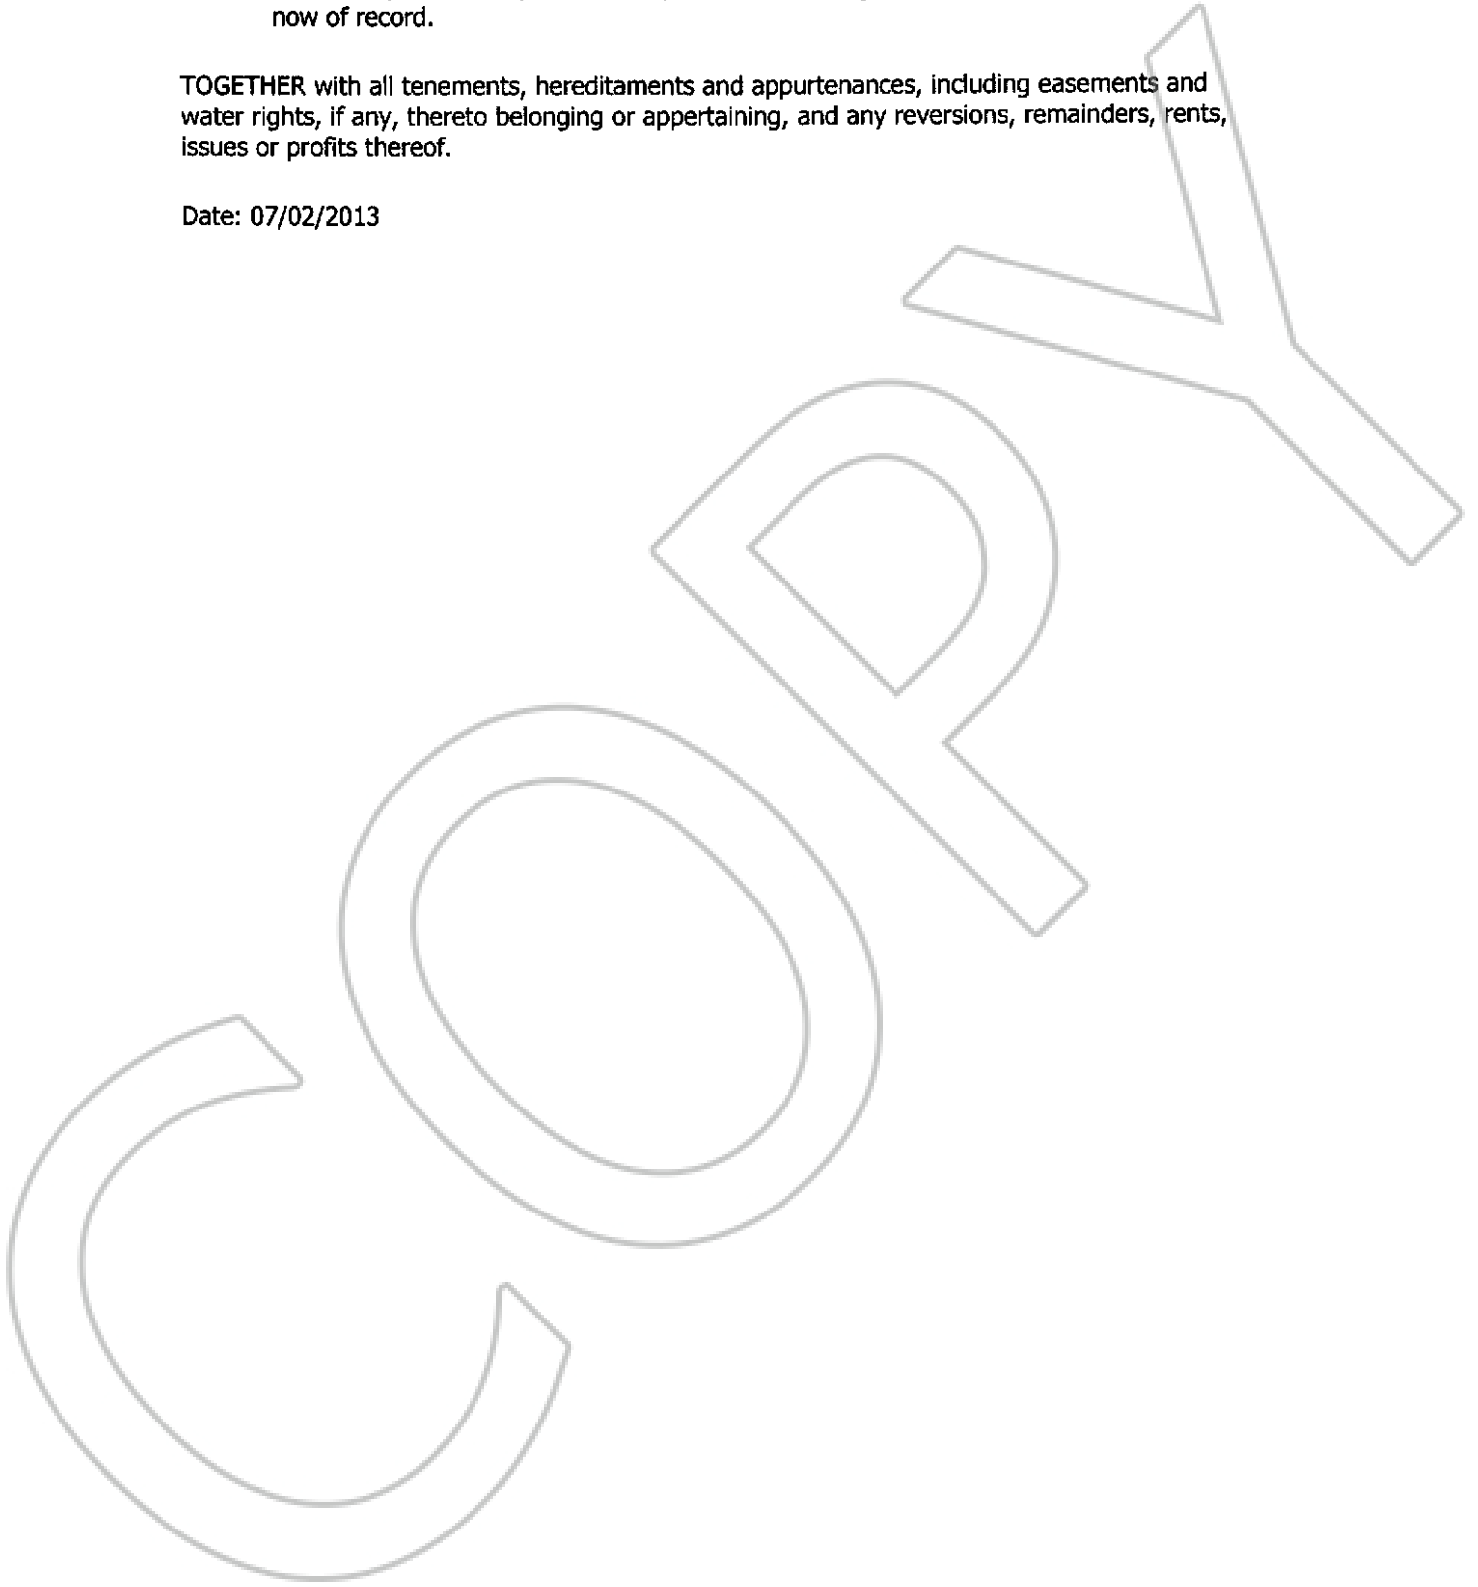 now of record.
TOGETHER with all tenements, hereditaments and appurtenances, including easements and
water rights, if any, thereto belonging or appertaining, and any reversions, remainders, rents,
issues or profits thereof.
Date: 07/02/2013
COPY